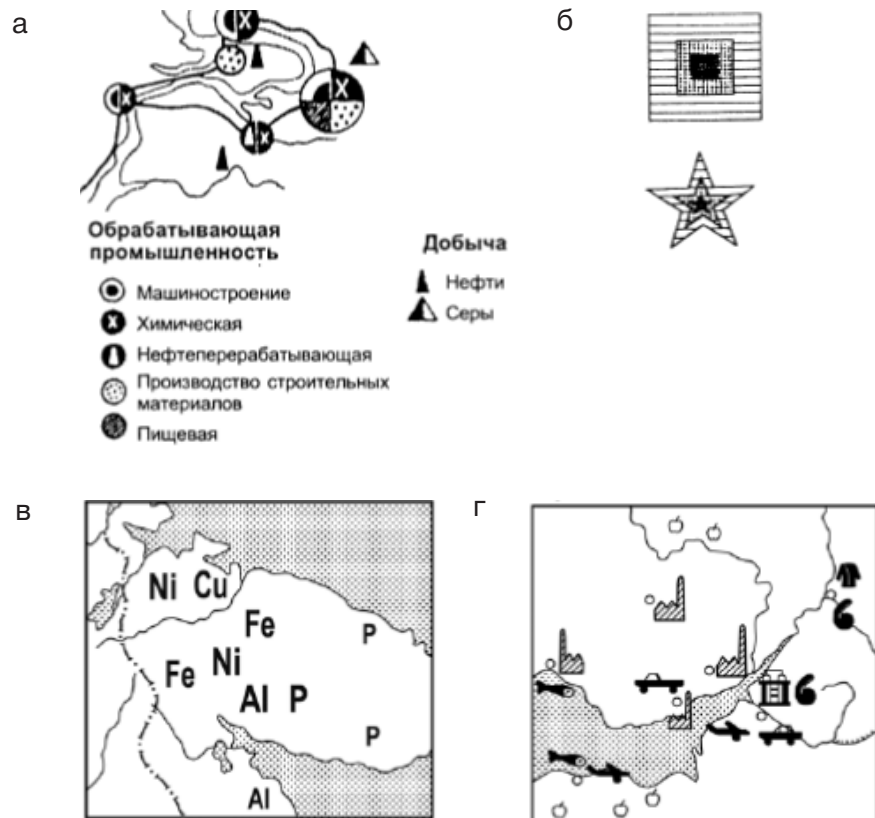 а
б
X
X
X
X
Обрабатывающая
промышленность
Машиностроение
X Химическая
Нефтеперерабатывающая
Производство строительных
материалов
Пищевая
Добыча
Нефти
Серы
в
г
Ni Cu
Fe
P
Fe Ni
Al P
P
Al